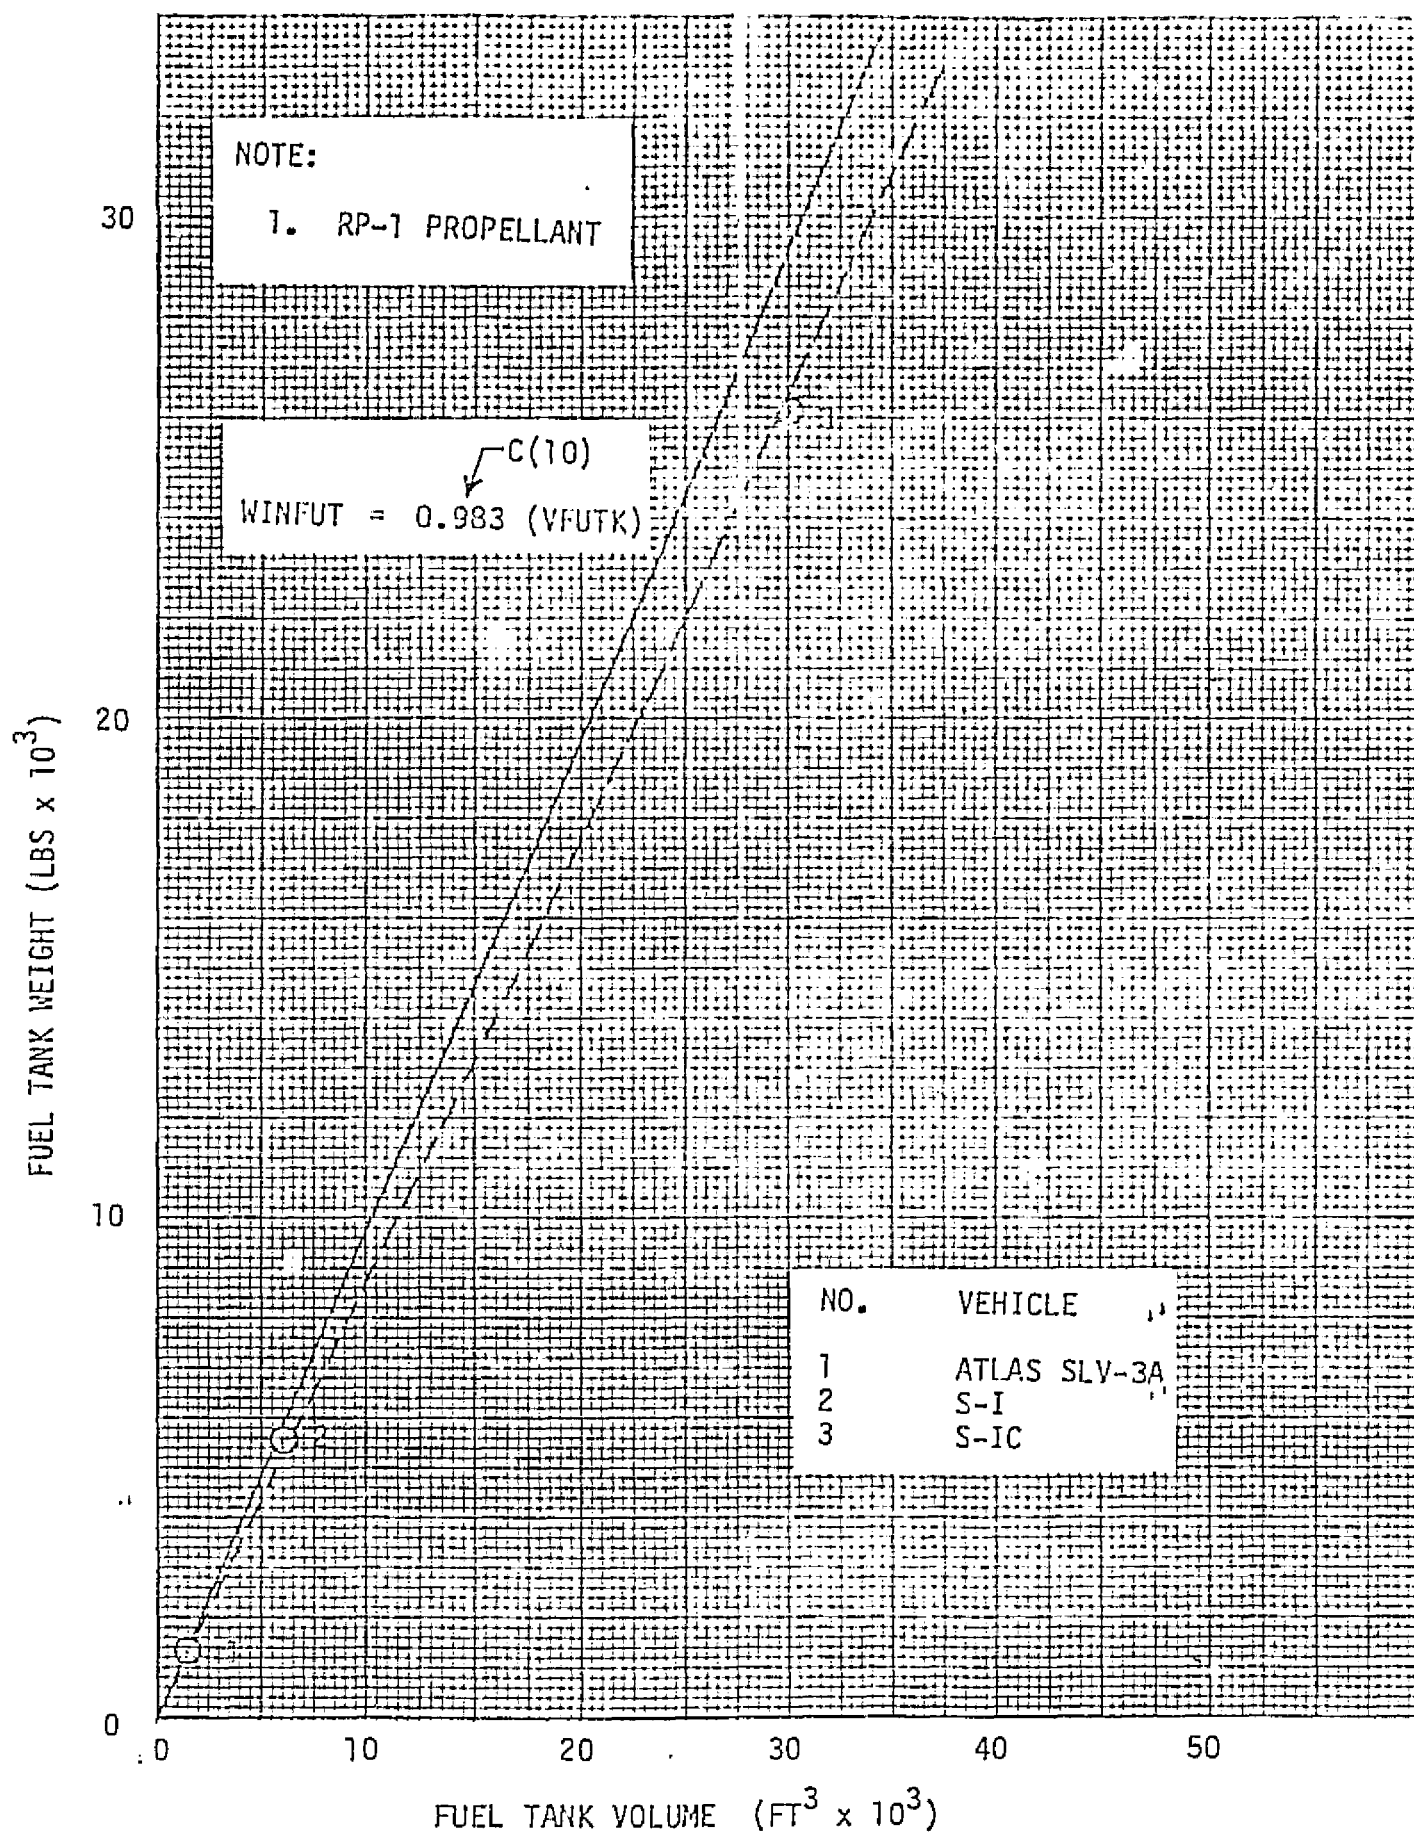 NOTE:
1. RP-1 PROPELLANT
30
C(10)
WINFUT = 0.983 (VFUTK)
20
FUEL TANK WEIGHT (LBS x 10³)
10
NO. VEHICLE
1 ATLAS SLV-3A
2 S-I
3 S-IC
2
0
0 10 20 30 40 50
FUEL TANK VOLUME (FT³ x 10³)